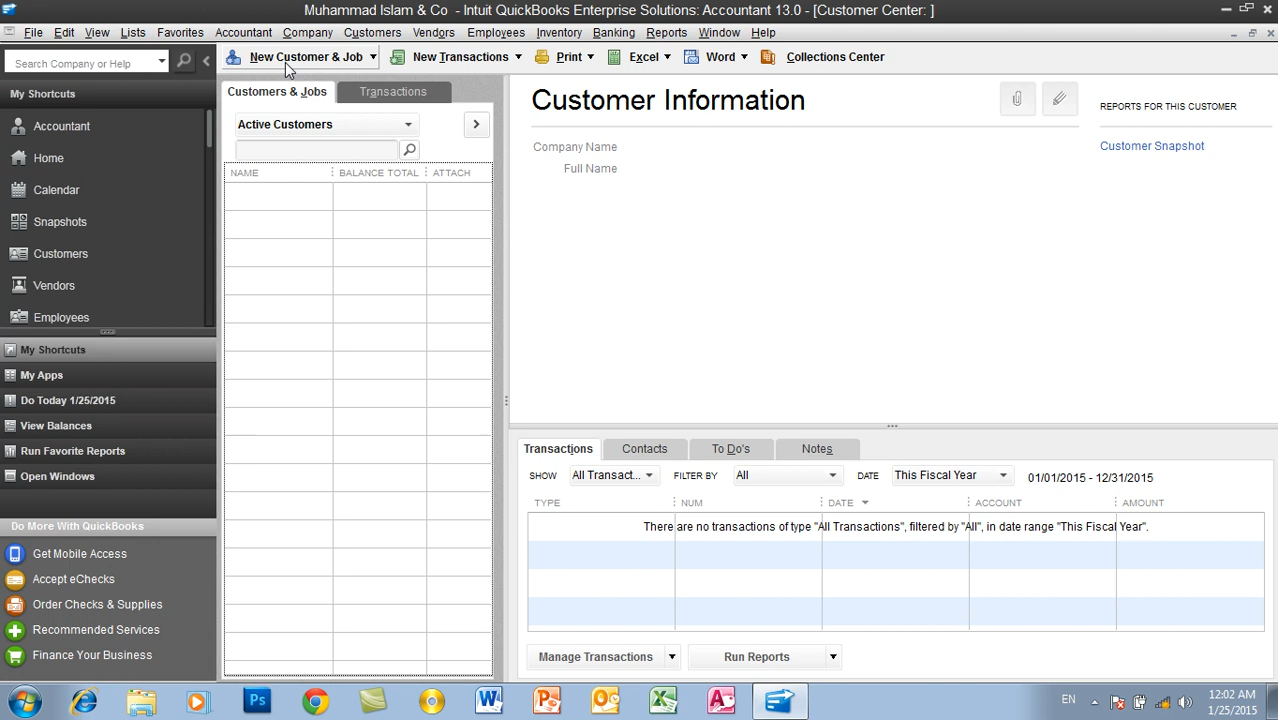 Muhammad Islam & Co - Intuit QuickBooks Enterprise Solutions: Accountant 13.0 - [Customer Center: ]
File Edit View Lists Favorites Accountant Company Customers Vendors Employees Inventory Banking Reports Window Help
Search Company or Help
New Customer & Job New Transactions Print Excel Word Collections Center
My Shortcuts
Accountant
Home
Calendar
Snapshots
Customers
Vendors
Employees
My Shortcuts
My Apps
Do Today 1/25/2015
View Balances
Run Favorite Reports
Open Windows
Do More With QuickBooks
Get Mobile Access
Accept eChecks
Order Checks & Supplies
Recommended Services
Finance Your Business
Customers & Jobs Transactions
Active Customers
NAME BALANCE TOTAL ATTACH
Customer Information
Company Name
Full Name
REPORTS FOR THIS CUSTOMER
Customer Snapshot
Transactions Contacts To Do's Notes
SHOW All Transact... FILTER BY All DATE This Fiscal Year 01/01/2015 - 12/31/2015
TYPE NUM DATE ACCOUNT AMOUNT
There are no transactions of type "All Transactions", filtered by "All", in date range "This Fiscal Year".
Manage Transactions Run Reports
Ps
EN
12:02 AM
1/25/2015